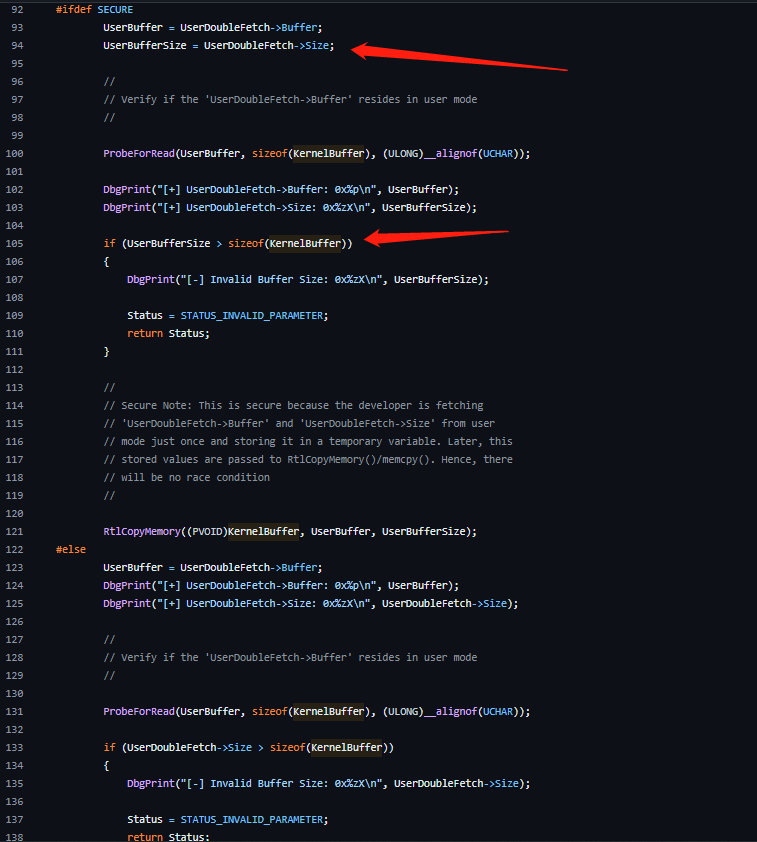 92 #ifdef SECURE
93 UserBuffer = UserDoubleFetch->Buffer;
94 UserBufferSize = UserDoubleFetch->Size;
95
96 //
97 // Verify if the 'UserDoubleFetch->Buffer' resides in user mode
98 //
99
100 ProbeForRead(UserBuffer, sizeof(KernelBuffer), (ULONG)__alignof(UCHAR));
101
102 DbgPrint("[+] UserDoubleFetch->Buffer: 0x%p\n", UserBuffer);
103 DbgPrint("[+] UserDoubleFetch->Size: 0x%zX\n", UserBufferSize);
104
105 if (UserBufferSize > sizeof(KernelBuffer))
106 {
107 DbgPrint("[-] Invalid Buffer Size: 0x%zX\n", UserBufferSize);
108
109 Status = STATUS_INVALID_PARAMETER;
110 return Status;
111 }
112
113 //
114 // Secure Note: This is secure because the developer is fetching
115 // 'UserDoubleFetch->Buffer' and 'UserDoubleFetch->Size' from user
116 // mode just once and storing it in a temporary variable. Later, this
117 // stored values are passed to RtlCopyMemory()/memcpy(). Hence, there
118 // will be no race condition
119 //
120
121 RtlCopyMemory((PVOID)KernelBuffer, UserBuffer, UserBufferSize);
122 #else
123 UserBuffer = UserDoubleFetch->Buffer;
124 DbgPrint("[+] UserDoubleFetch->Buffer: 0x%p\n", UserBuffer);
125 DbgPrint("[+] UserDoubleFetch->Size: 0x%zX\n", UserDoubleFetch->Size);
126
127 //
128 // Verify if the 'UserDoubleFetch->Buffer' resides in user mode
129 //
130
131 ProbeForRead(UserBuffer, sizeof(KernelBuffer), (ULONG)__alignof(UCHAR));
132
133 if (UserDoubleFetch->Size > sizeof(KernelBuffer))
134 {
135 DbgPrint("[-] Invalid Buffer Size: 0x%zX\n", UserDoubleFetch->Size);
136
137 Status = STATUS_INVALID_PARAMETER;
138 return Status;